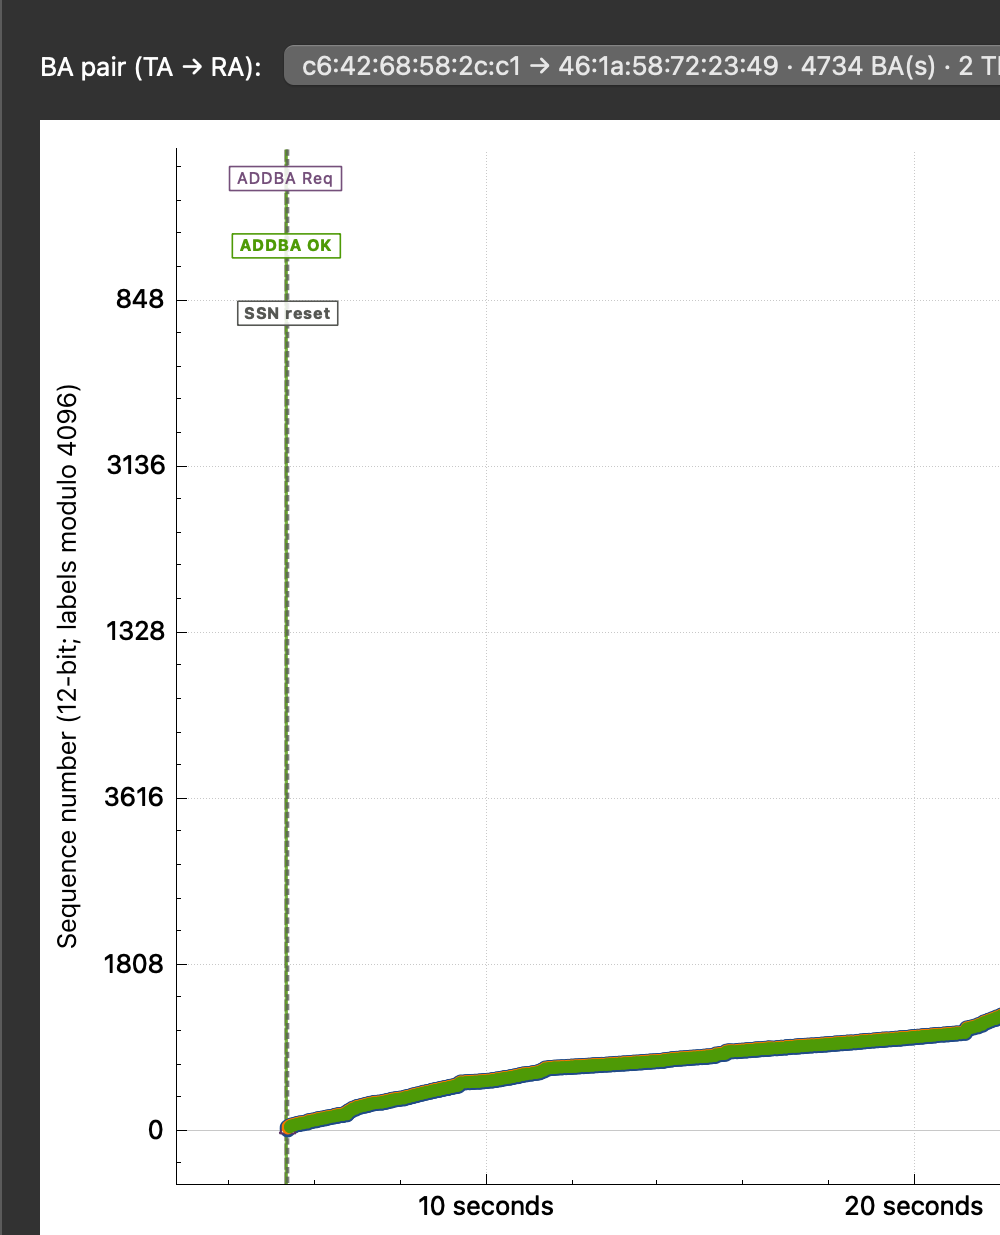 BA pair (TA → RA):
c6:42:68:58:2c:c1 → 46:1a:58:72:23:49 · 4734 BA(s) · 2
ADDBA Req
ADDBA OK
SSN reset
Sequence number (12-bit; labels modulo 4096)
848
3136
1328
3616
1808
0
10 seconds
20 seconds